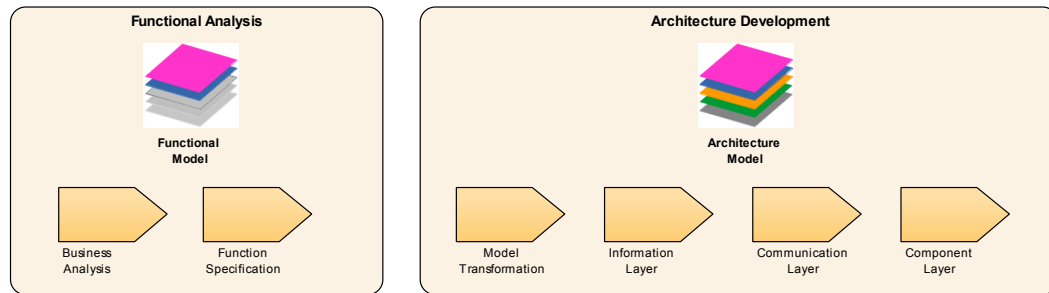 Functional Analysis
Functional
Model
Business
Analysis
Function
Specification
Architecture Development
Architecture
Model
Model
Transformation
Information
Layer
Communication
Layer
Component
Layer